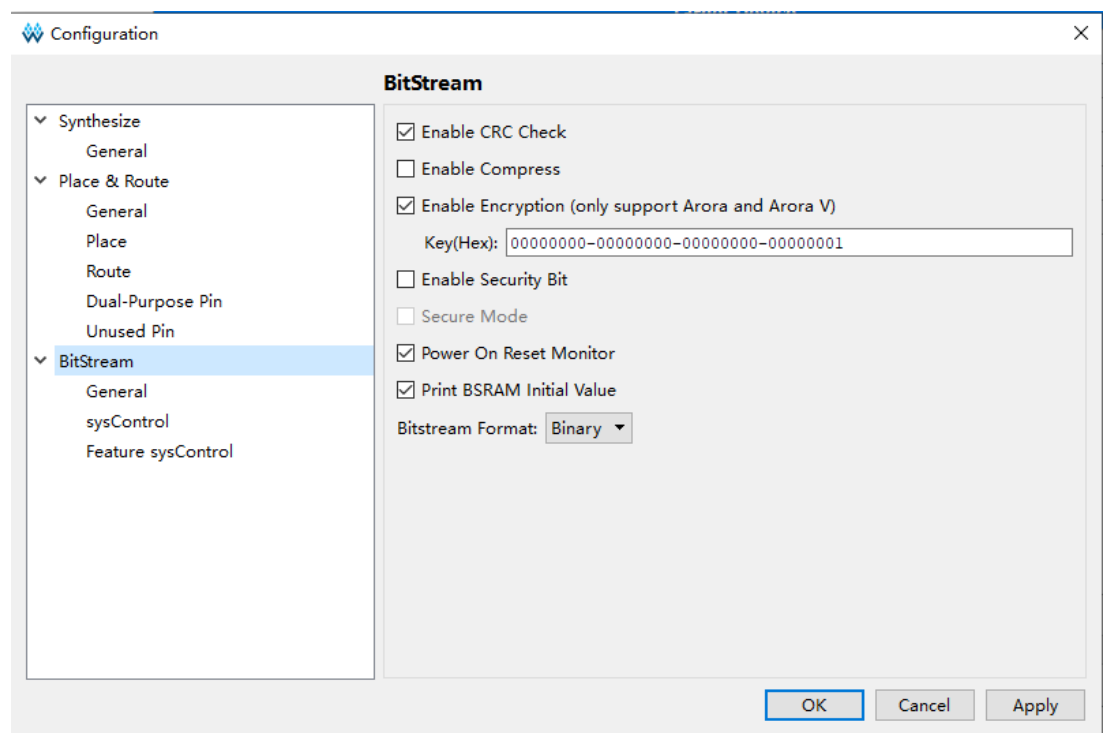 Configuration
BitStream
Synthesize
General
Place & Route
General
Place
Route
Dual-Purpose Pin
Unused Pin
BitStream
General
sysControl
Feature sysControl
Enable CRC Check
Enable Compress
Enable Encryption (only support Arora and Arora V)
Key(Hex): 00000000-00000000-00000000-00000001
Enable Security Bit
Secure Mode
Power On Reset Monitor
Print BSRAM Initial Value
Bitstream Format: Binary
OK Cancel Apply